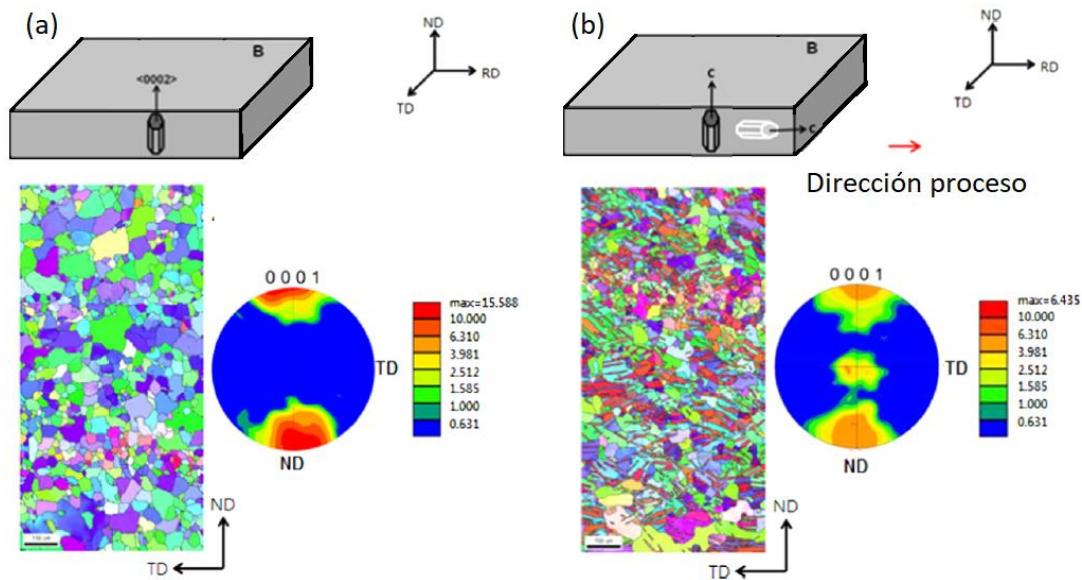 (a)
B
<0002>
ND
RD
TD
(b)
B
c
c
ND
RD
TD
Dirección proceso
0 0 0 1
TD
ND
max=15.588
10.000
6.310
3.981
2.512
1.585
1.000
0.631
ND
TD
0 0 0 1
TD
ND
max=6.435
10.000
6.310
3.981
2.512
1.585
1.000
0.631
ND
TD